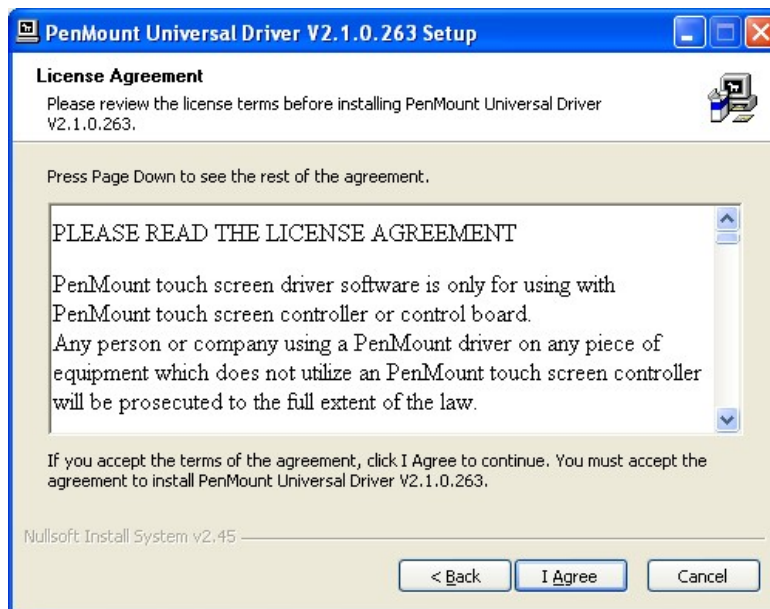 PenMount Universal Driver V2.1.0.263 Setup
License Agreement
Please review the license terms before installing PenMount Universal Driver
V2.1.0.263.
Press Page Down to see the rest of the agreement.
PLEASE READ THE LICENSE AGREEMENT
PenMount touch screen driver software is only for using with
PenMount touch screen controller or control board.
Any person or company using a PenMount driver on any piece of
equipment which does not utilize an PenMount touch screen controller
will be prosecuted to the full extent of the law.
If you accept the terms of the agreement, click I Agree to continue. You must accept the
agreement to install PenMount Universal Driver V2.1.0.263.
Nullsoft Install System v2.45
< Back I Agree Cancel